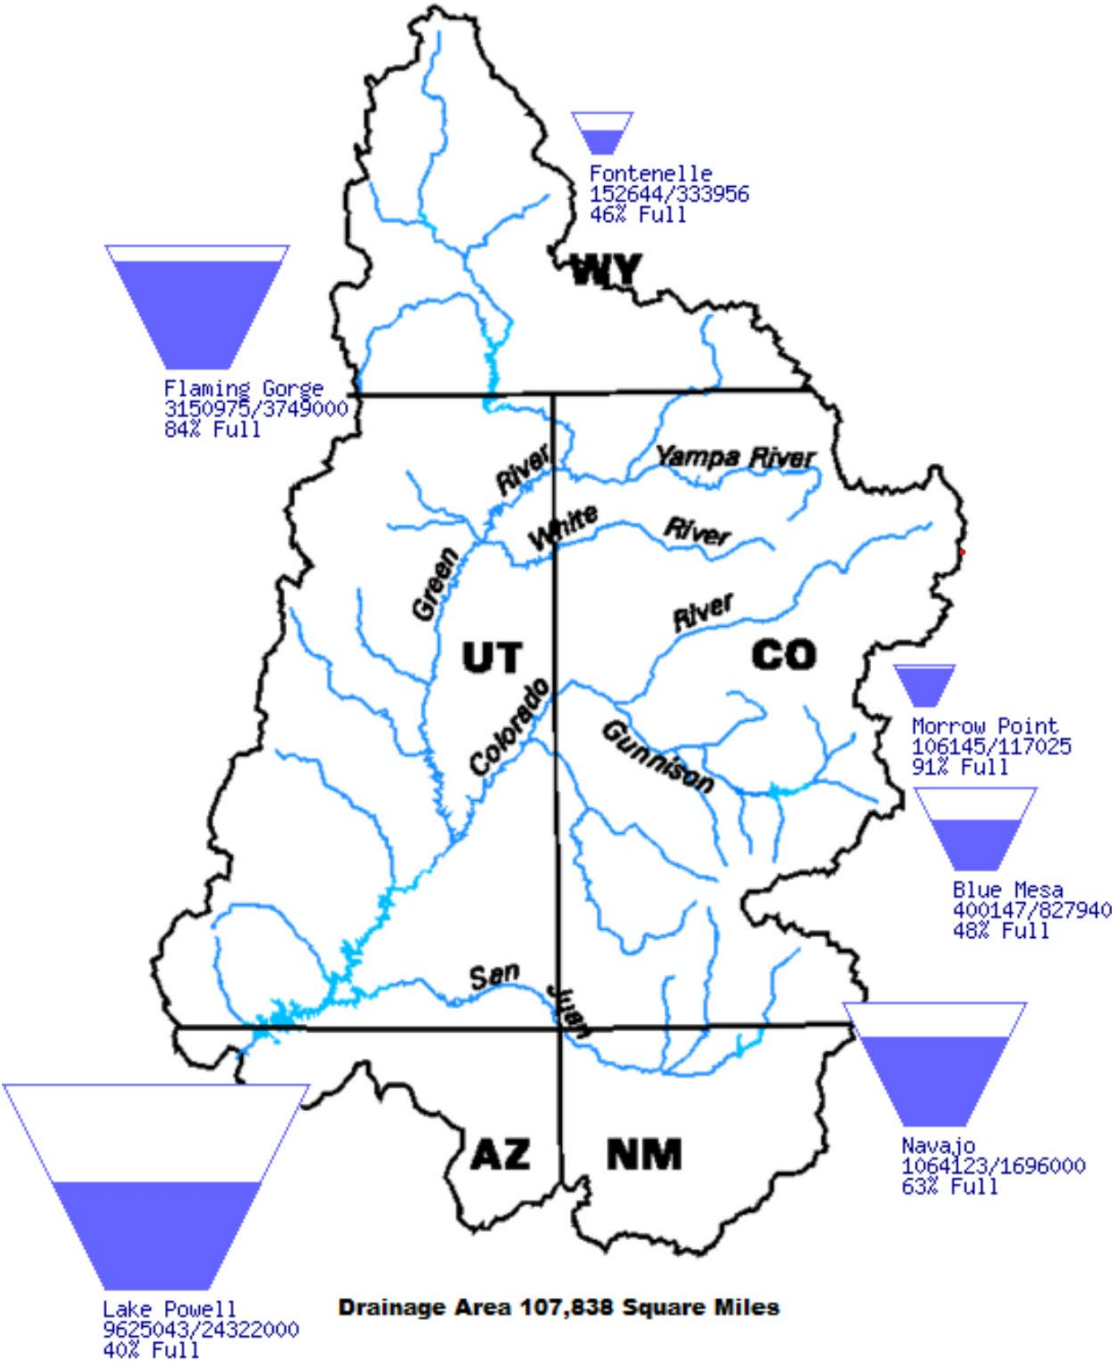 Fontenelle
152644/333956
46% Full
WY
Flaming Gorge
3150975/3749000
84% Full
Yampa River
River
White
River
Green
River
UT
CO
Colorado
Gunnison
Morrow Point
106145/117025
91% Full
Blue Mesa
400147/827940
48% Full
San
Juan
Navajo
1064123/1696000
63% Full
AZ
NM
Lake Powell
9625043/24322000
40% Full
Drainage Area 107,838 Square Miles